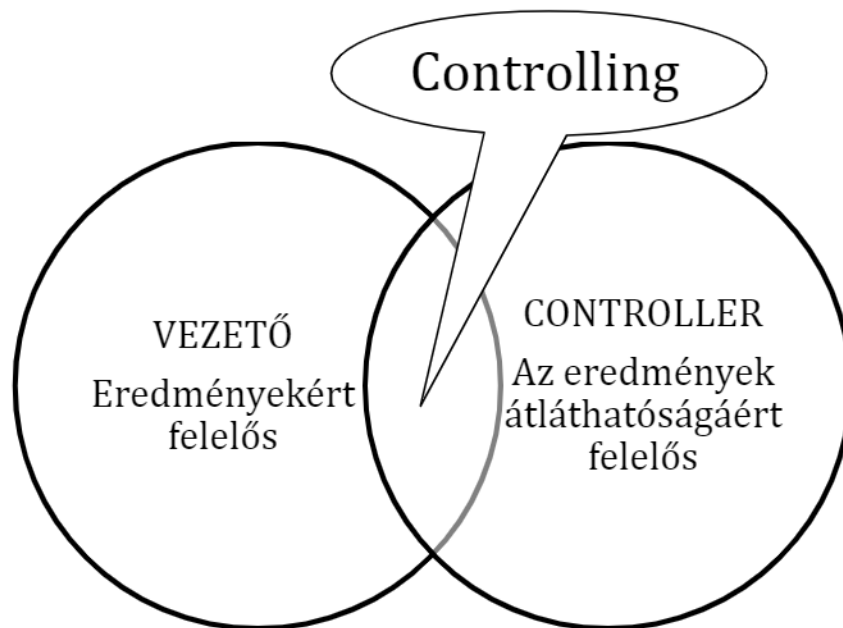 Controlling
VEZETŐ
Eredményekért
felelős
CONTROLLER
Az eredmények
átláthatóságáért
felelős